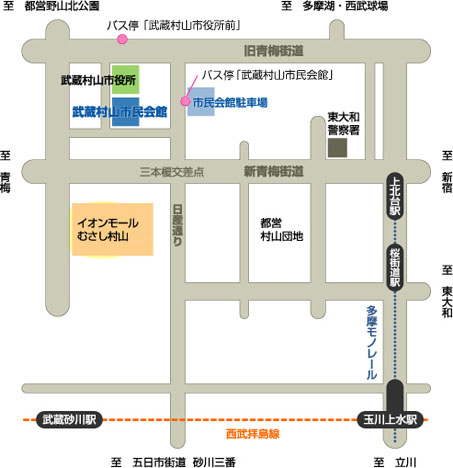 至 都営野山北公園
至 多摩湖・西武球場
バス停「武蔵村山市役所前」
旧青梅街道
武蔵村山市役所
バス停「武蔵村山市民会館」
武蔵村山市民会館
市民会館駐車場
東大和
警察署
至 青梅
三本榎交差点
新青梅街道
至 新宿
上北台駅
イオンモール
むさし村山
日産通り
都営
村山団地
桜街道駅
至 東大和
多摩モノレール
武蔵砂川駅
玉川上水駅
西武拝島線
至 五日市街道 砂川三番
至 立川